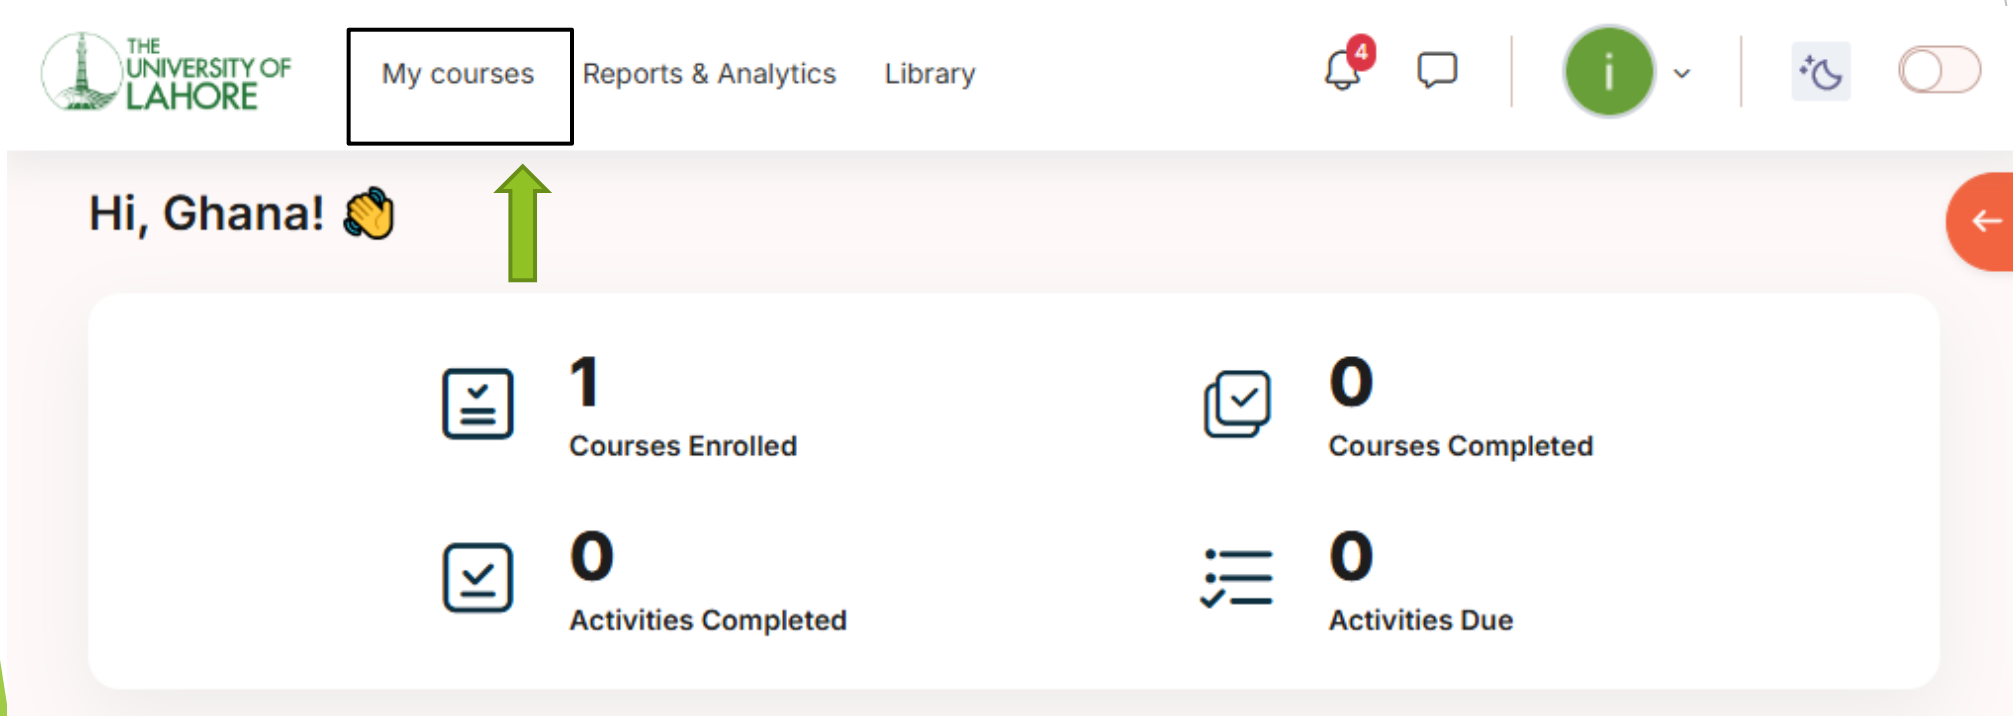 THE
UNIVERSITY OF
LAHORE
My courses
Reports & Analytics
Library
4
i
Hi, Ghana!
1
Courses Enrolled
0
Courses Completed
0
Activities Completed
0
Activities Due